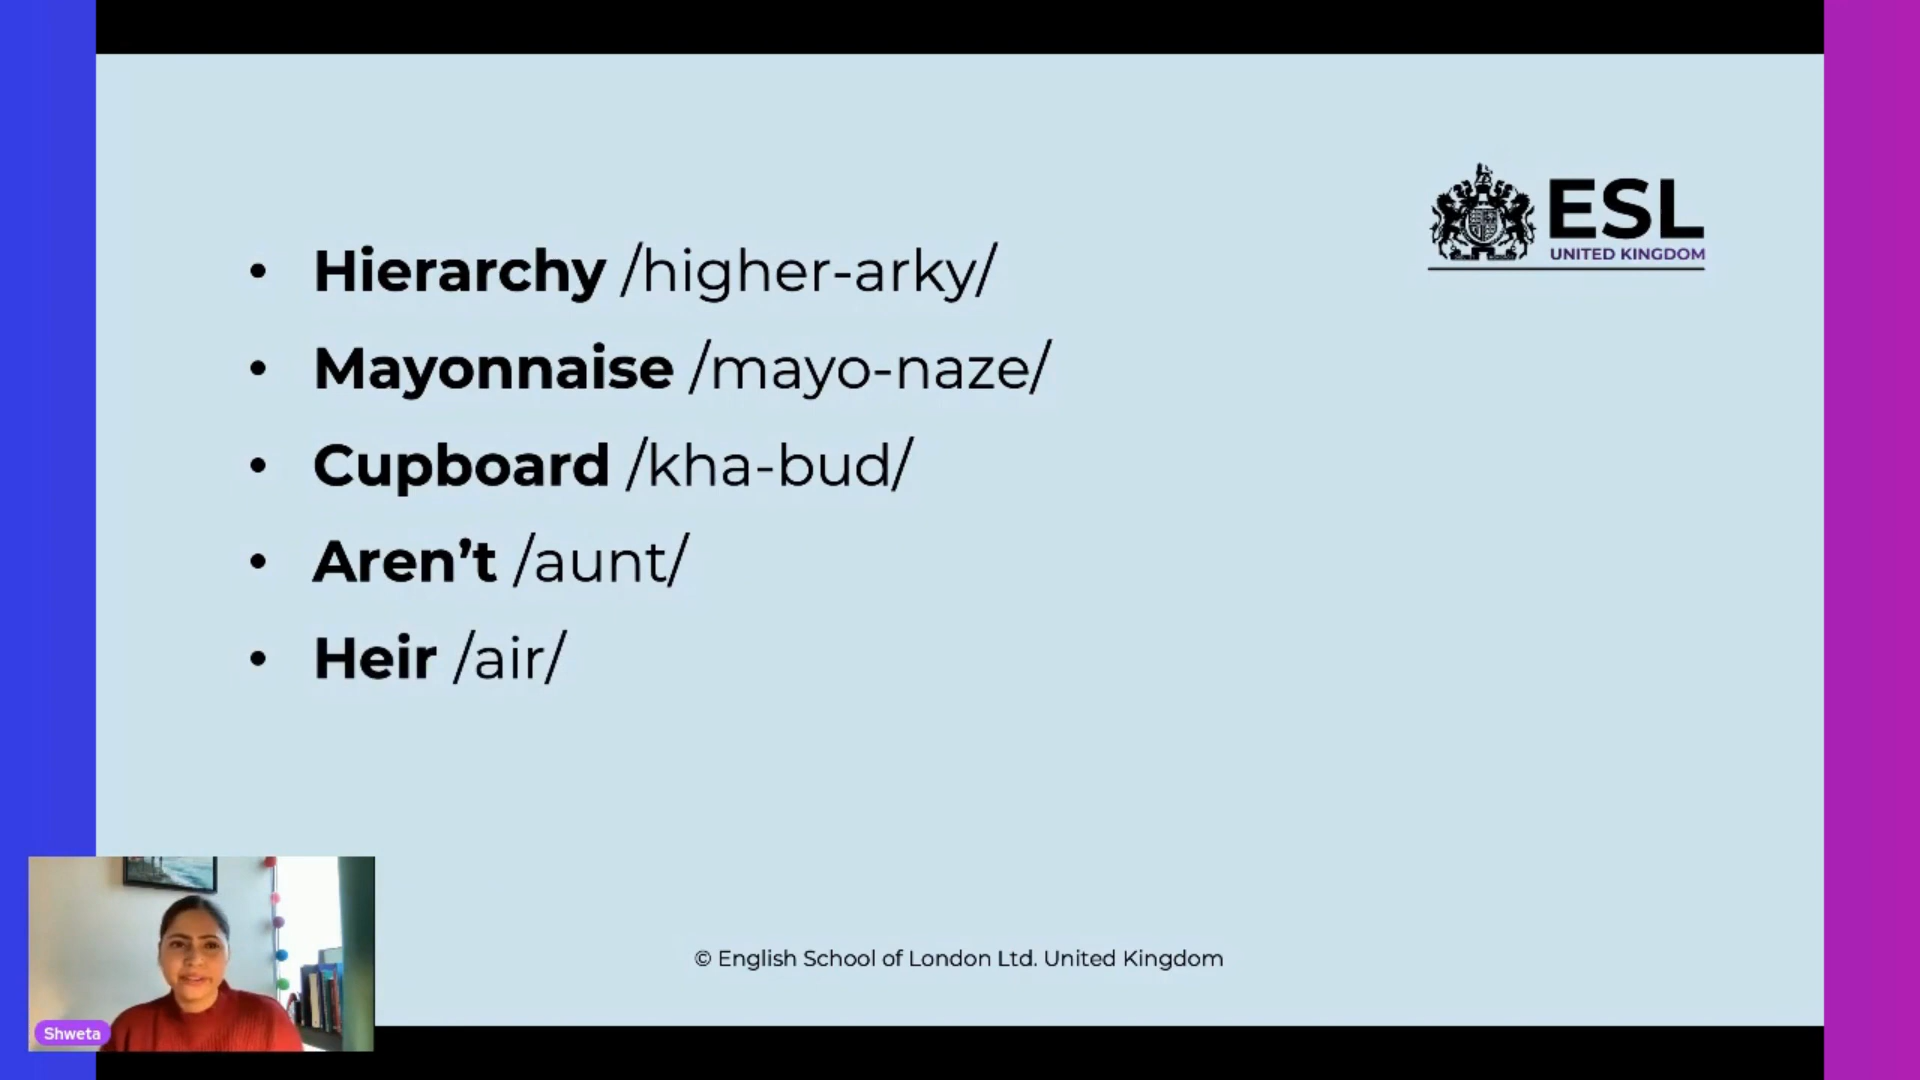 ESL
UNITED KINGDOM
• Hierarchy /higher-arky/
• Mayonnaise /mayo-naze/
• Cupboard /kha-bud/
• Aren’t /aunt/
• Heir /air/
© English School of London Ltd. United Kingdom
Shweta